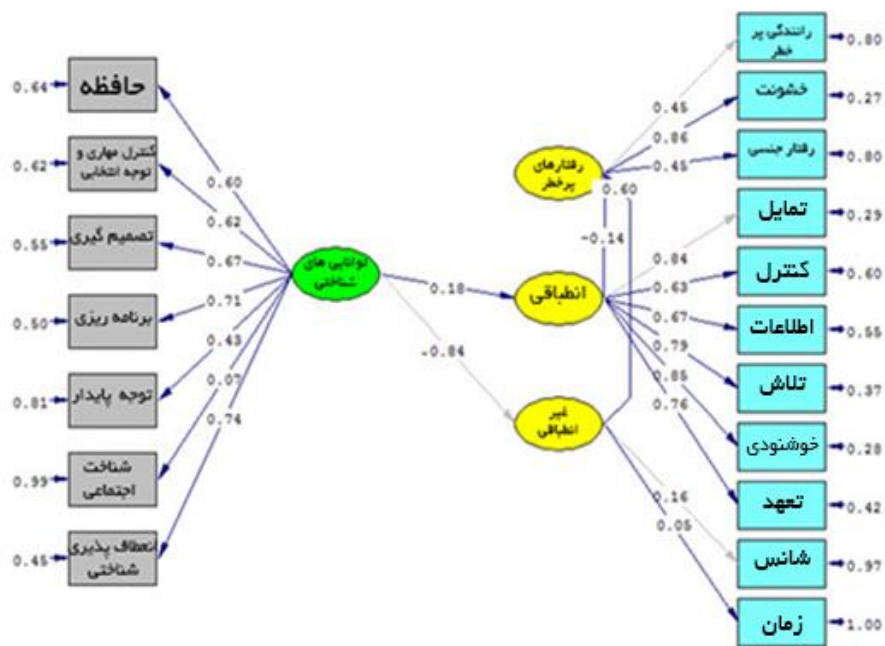 حافظه
0.64
کنترل مهاری و
توجه انتخابی
0.62
تصمیم گیری
0.55
برنامه ریزی
0.50
توجه پایدار
0.81
شناخت
اجتماعی
0.99
انعطاف پذیری
شناختی
0.45
0.60
0.62
0.67
0.71
0.43
0.07
0.74
توانایی های
شناختی
0.18
-0.84
رفتارهای
پرخطر
انطباقی
غیر
انطباقی
0.60
-0.14
0.45
0.86
0.45
0.84
0.63
0.67
0.79
0.85
0.76
0.16
0.05
رانندگی پر
خطر
0.80
خشونت
0.27
رفتار جنسی
0.80
تمایل
0.29
کنترل
0.60
اطلاعات
0.55
تلاش
0.37
خوشنودی
0.28
تعهد
0.42
شانس
0.97
زمان
1.00